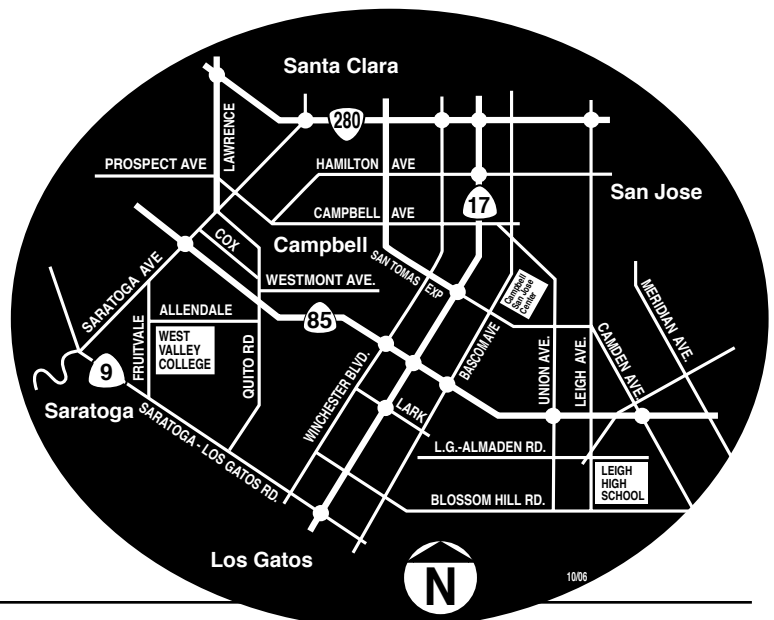 Santa Clara
280
LAWRENCE
PROSPECT AVE
HAMILTON AVE
San Jose
17
CAMPBELL AVE
COX
Campbell
SAN TOMAS EXP
WESTMONT AVE.
Campbell
San Jose
Center
SARATOGA AVE
MERIDIAN AVE.
ALLENDALE
85
FRUITVALE
WEST
VALLEY
COLLEGE
QUITO RD
BASCOM AVE
UNION AVE.
LEIGH AVE.
CAMDEN AVE.
9
WINCHESTER BLVD.
Saratoga
LARK
SARATOGA - LOS GATOS RD.
L.G.-ALMADEN RD.
LEIGH
HIGH
SCHOOL
BLOSSOM HILL RD.
Los Gatos
N
10/06